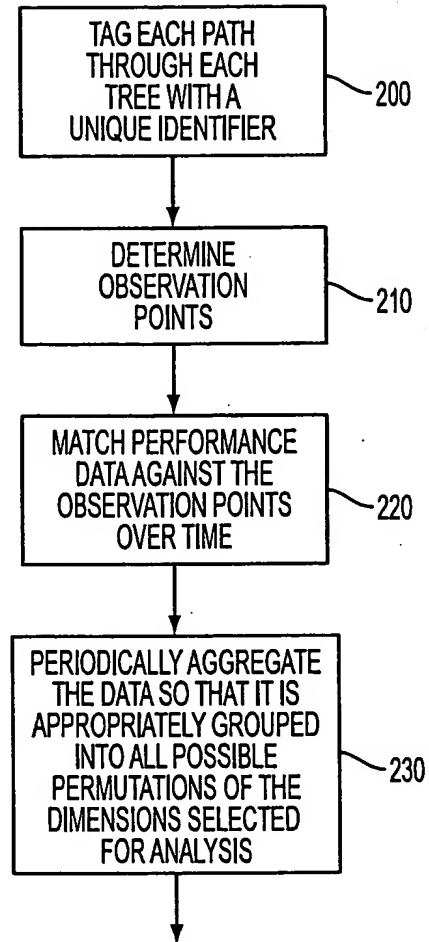 TAG EACH PATH
THROUGH EACH
TREE WITH A
UNIQUE IDENTIFIER
200
DETERMINE
OBSERVATION
POINTS
210
MATCH PERFORMANCE
DATA AGAINST THE
OBSERVATION POINTS
OVER TIME
220
PERIODICALLY AGGREGATE
THE DATA SO THAT IT IS
APPROPRIATELY GROUPED
INTO ALL POSSIBLE
PERMUTATIONS OF THE
DIMENSIONS SELECTED
FOR ANALYSIS
230